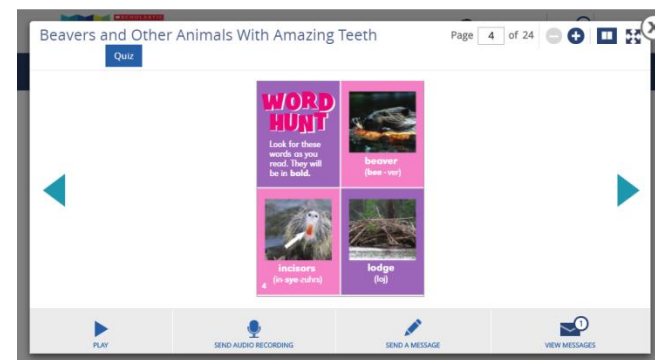 SCHOLASTIC
Beavers and Other Animals With Amazing Teeth
Page 4 of 24
Quiz
WORD
HUNT
Look for these
words as you
read. They will
be in bold.
beaver
(bee-ver)
incisors
(in-sye-zuhrs)
4
lodge
(loj)
PLAY
SEND AUDIO RECORDING
SEND A MESSAGE
1
VIEW MESSAGES